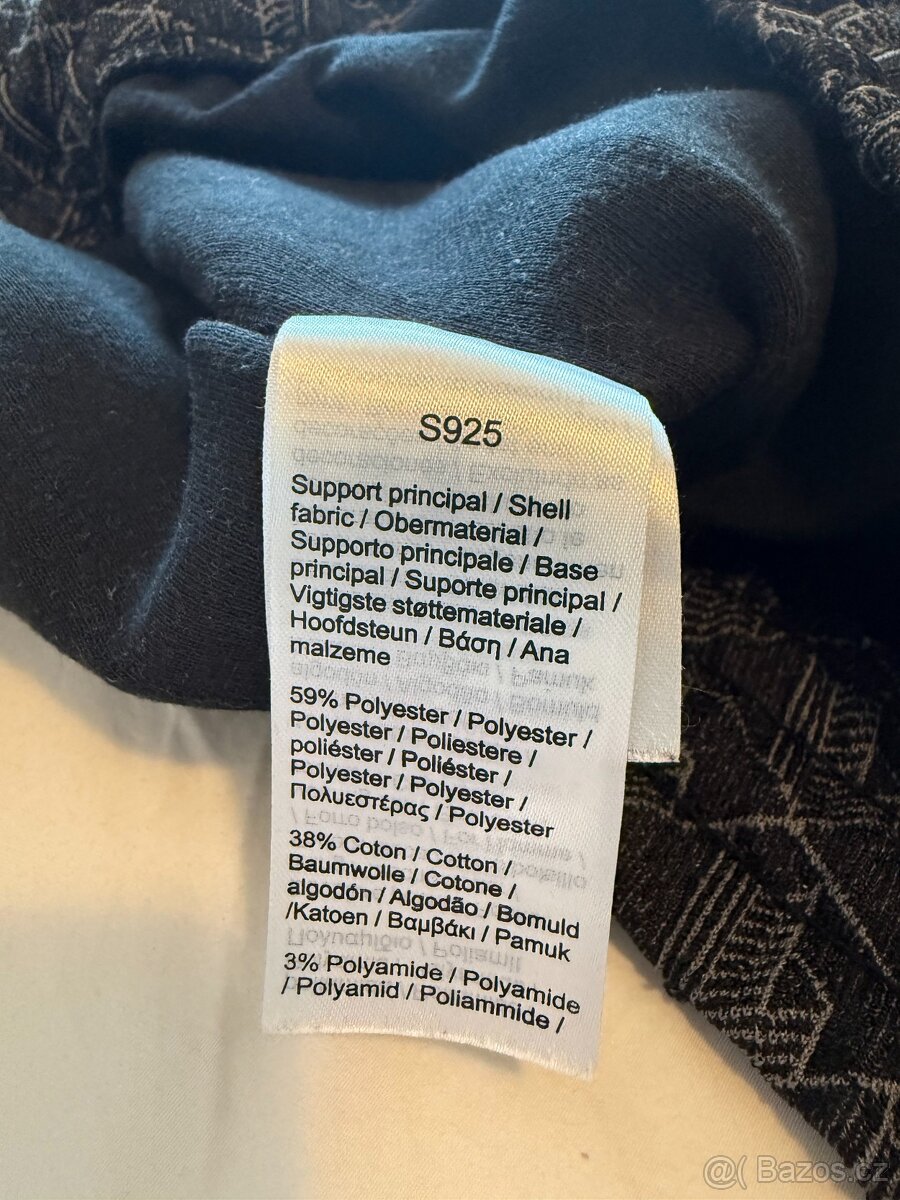 S925
Support principal / Shell
fabric / Obermaterial /
Supporto principale / Base
principal / Suporte principal /
Vigtigste støttemateriale /
Hoofdsteun / Βάση / Ana
malzeme
59% Polyester / Polyester /
Polyester / Poliestere /
poliéster / Poliéster /
Polyester / Polyester /
Πολυεστέρας / Polyester
38% Coton / Cotton /
Baumwolle / Cotone /
algodón / Algodão / Bomuld
/Katoen / Βαμβάκι / Pamuk
3% Polyamide / Polyamide
/ Polyamid / Poliammide /
@( Bazos.cz